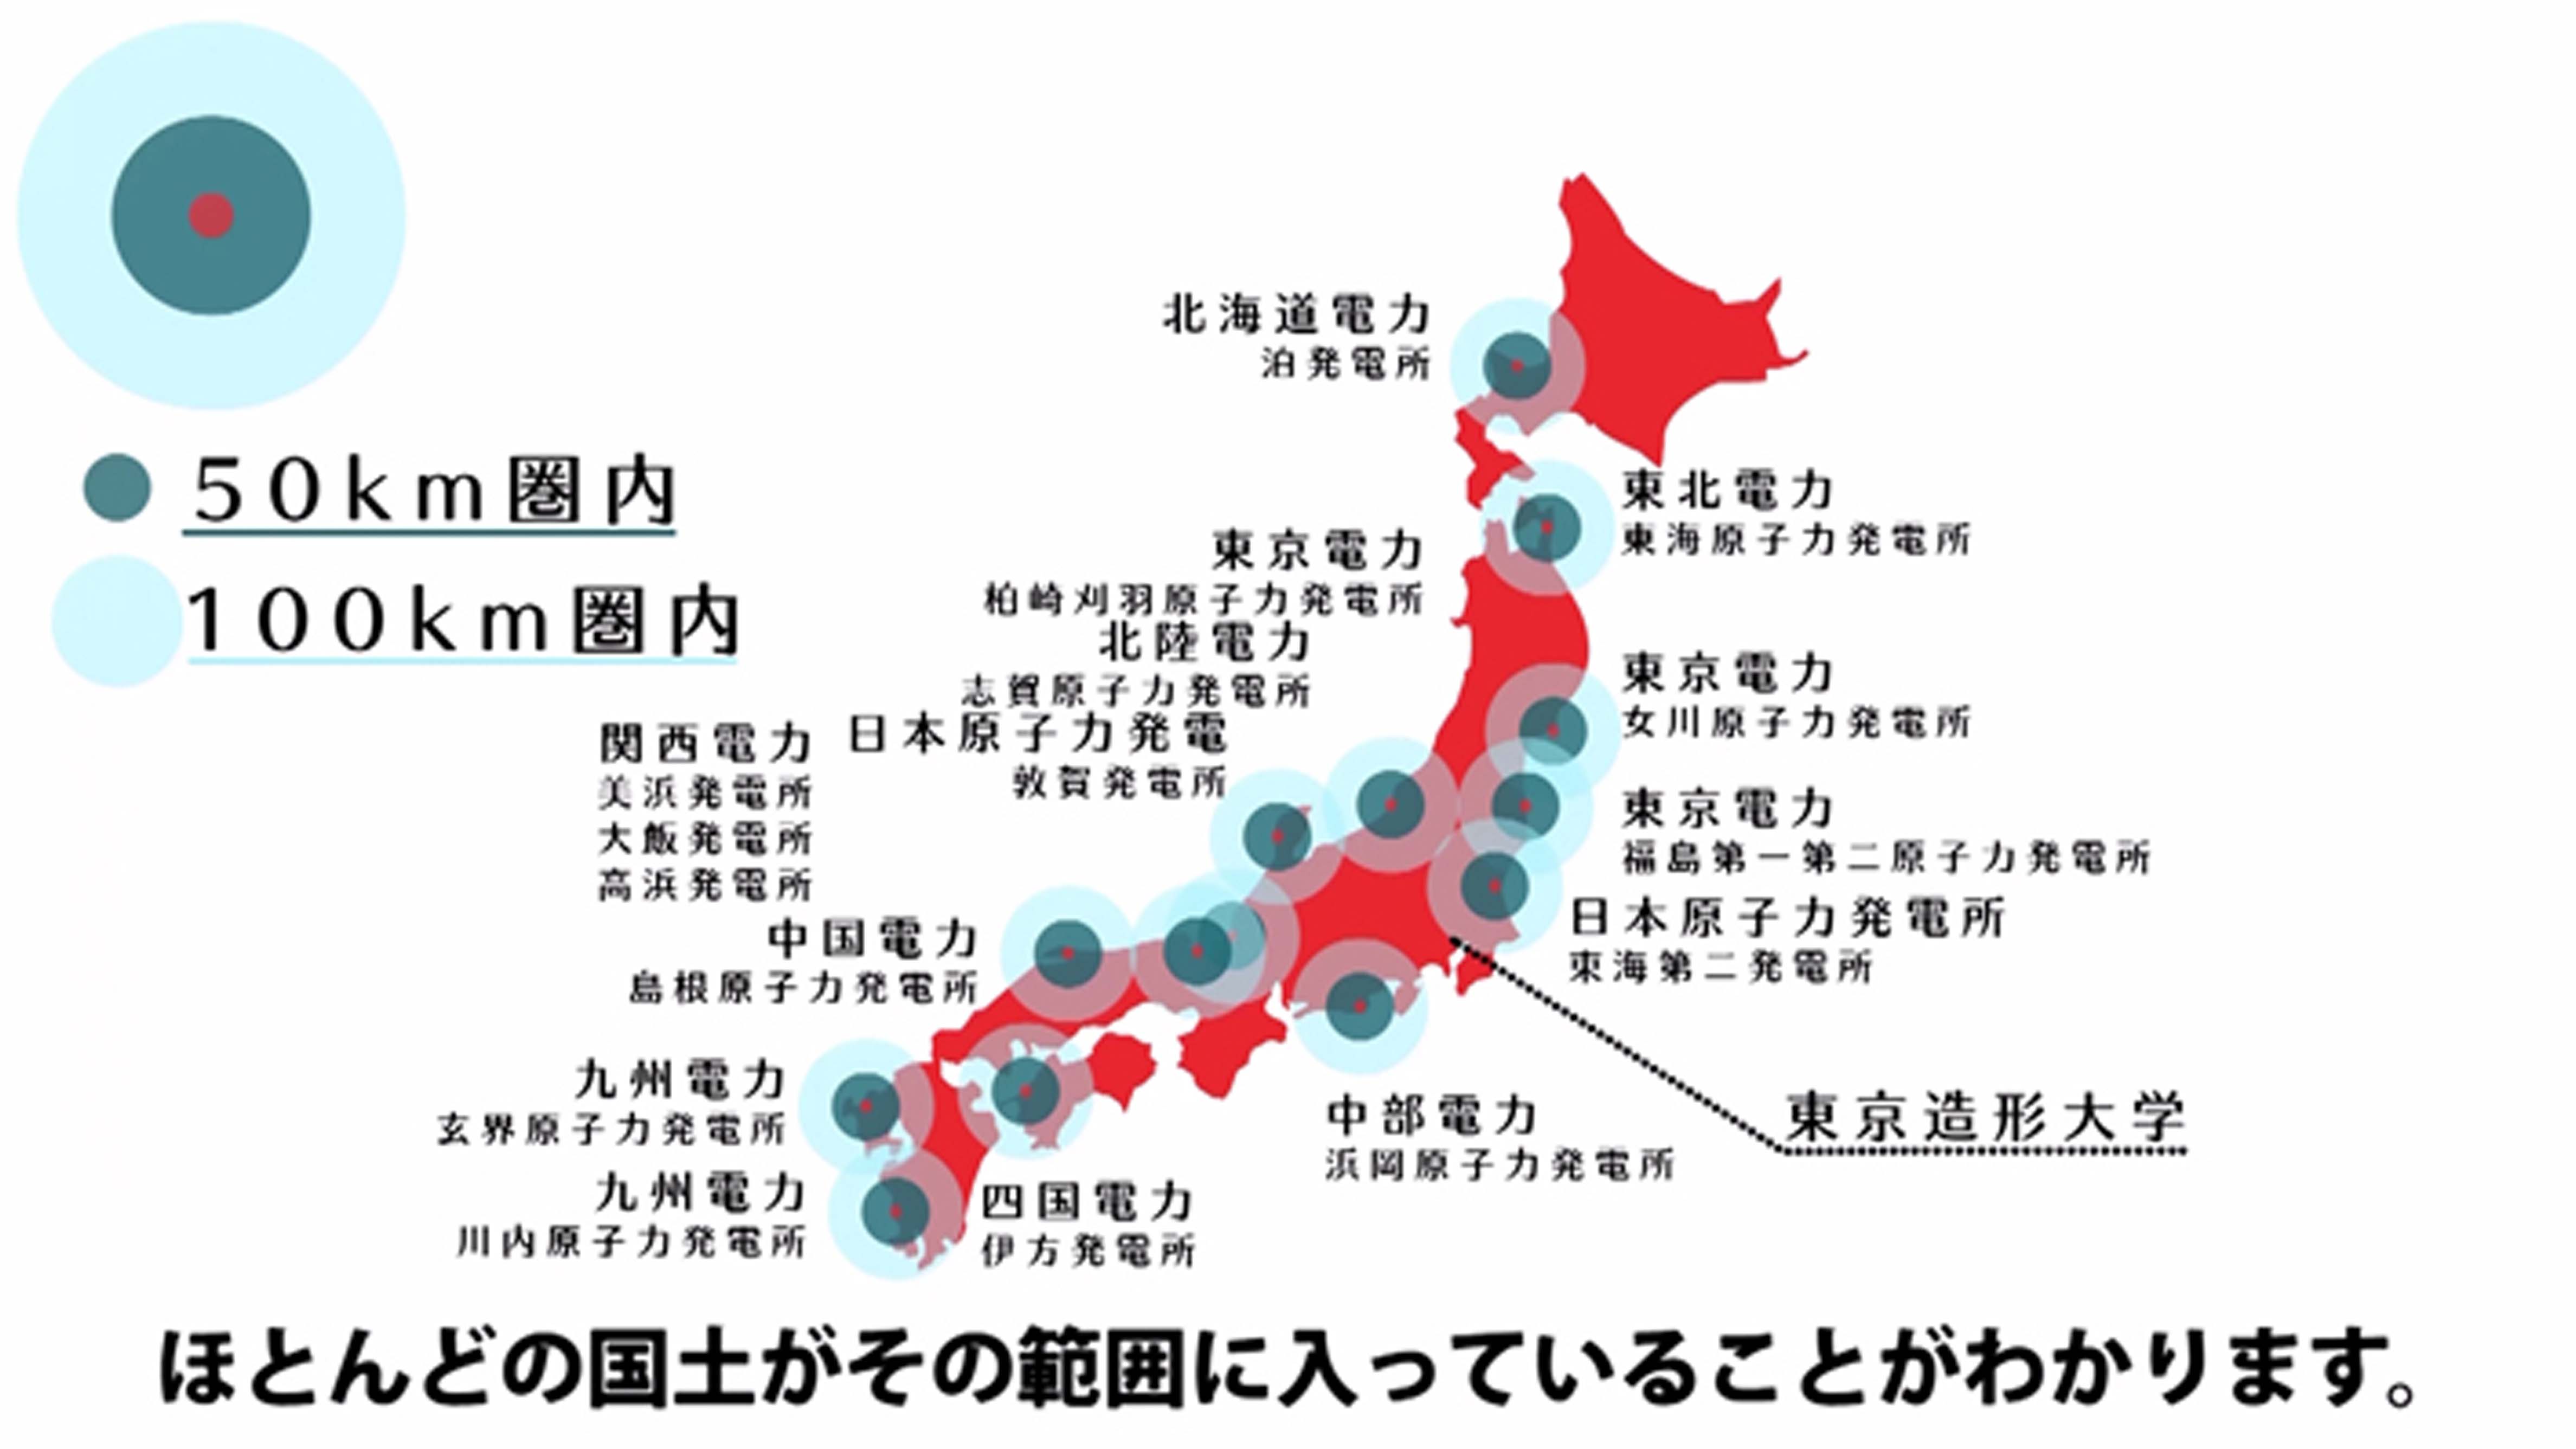 50km圏内
100km圏内
北海道電力
泊発電所
東北電力
東海原子力発電所
東京電力
柏崎刈羽原子力発電所
北陸電力
志賀原子力発電所
東京電力
女川原子力発電所
日本原子力発電
敦賀発電所
関西電力
美浜発電所
大飯発電所
高浜発電所
東京電力
福島第一第二原子力発電所
日本原子力発電所
東海第二発電所
中国電力
島根原子力発電所
九州電力
玄界原子力発電所
九州電力
川内原子力発電所
四国電力
伊方発電所
中部電力
浜岡原子力発電所
東京造形大学
ほとんどの国土がその範囲に入っていることがわかります。